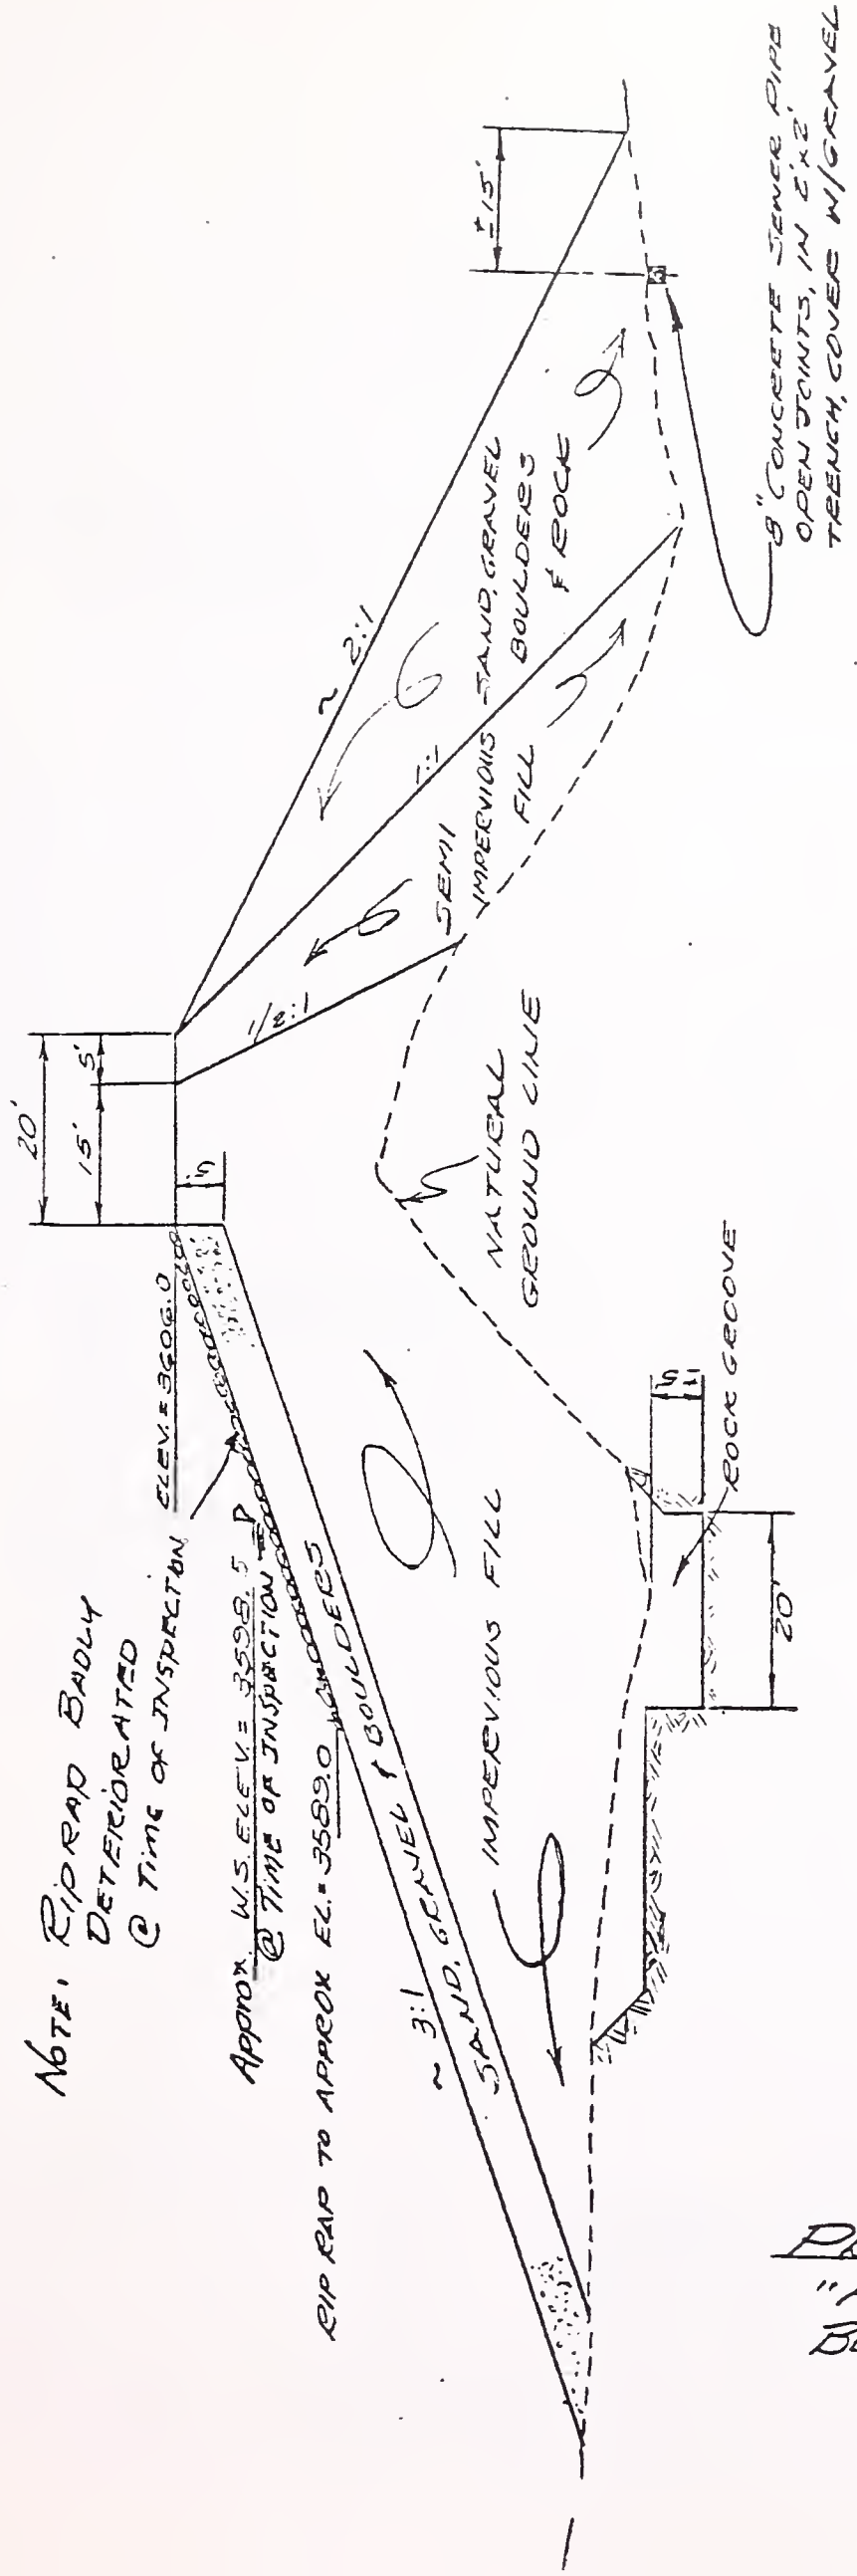 NOTE: RIPRAP BADLY
DETERIORATED
@ TIME OF INSPECTION
ELEV. = 3606.0
Approx. W.S. ELEV. = 3598.5
@ TIME OF INSPECTION
RIP RAP TO APPROX EL. = 3589.0
~ 3:1
SAND, GRAVEL & BOULDERS
20'
15'
5'
5'
1/2:1
1:1
~ 2:1
SEMI
IMPERVIOUS
FILL
SAND, GRAVEL
BOULDERS
& ROCK
± 15'
IMPERVIOUS FILL
NATURAL
GROUND LINE
ROCK GROOVE
20'
8" CONCRETE SEWER PIPE
OPEN JOINTS, IN 2'x2'
TRENCH, COVER W/GRAVEL